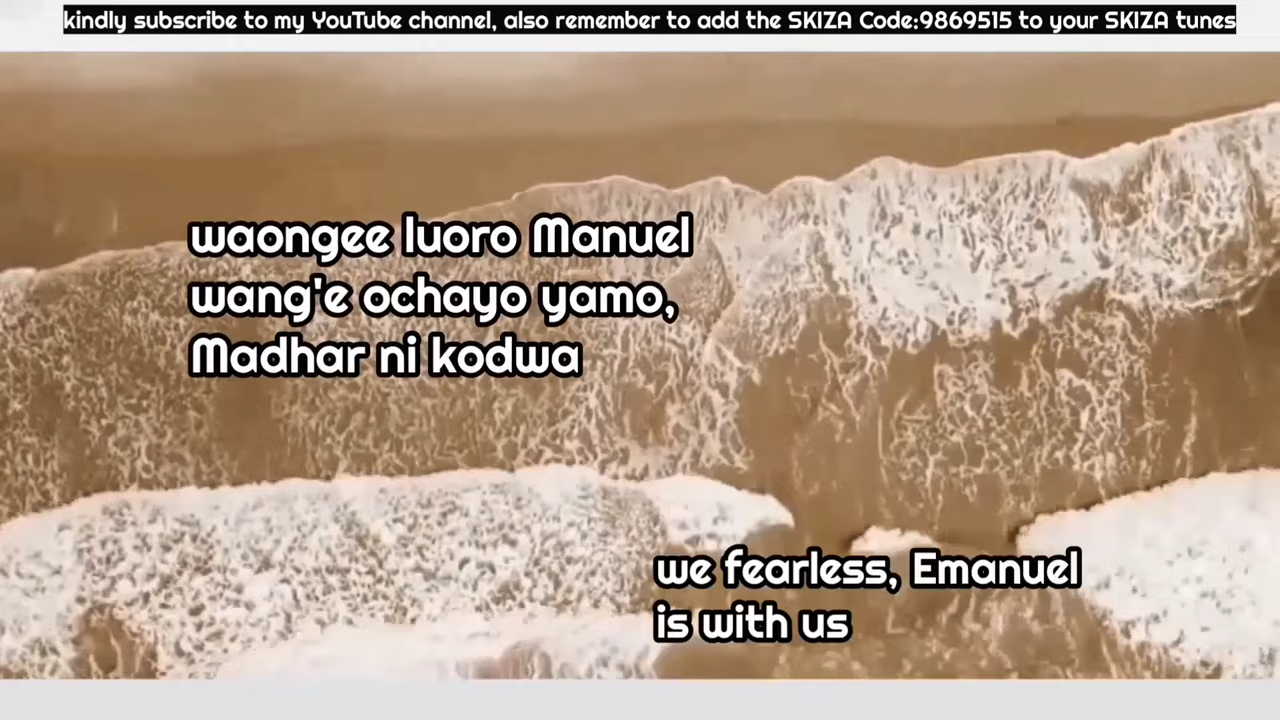 kindly subscribe to my YouTube channel, also remember to add the SKIZA Code:9869515 to your SKIZA tunes
waongee luoro Manuel
wang'e ochayo yamo,
Madhar ni kodwa
we fearless, Emanuel
is with us